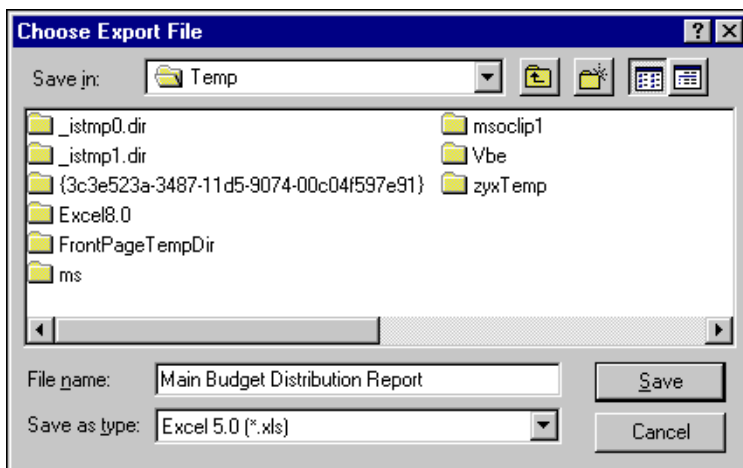 Choose Export File
Save in: Temp
_istmp0.dir
_istmp1.dir
{3c3e523a-3487-11d5-9074-00c04f597e91}
Excel8.0
FrontPageTempDir
ms
msoclip1
Vbe
zyxTemp
File name: Main Budget Distribution Report
Save
Save as type: Excel 5.0 (*.xls)
Cancel